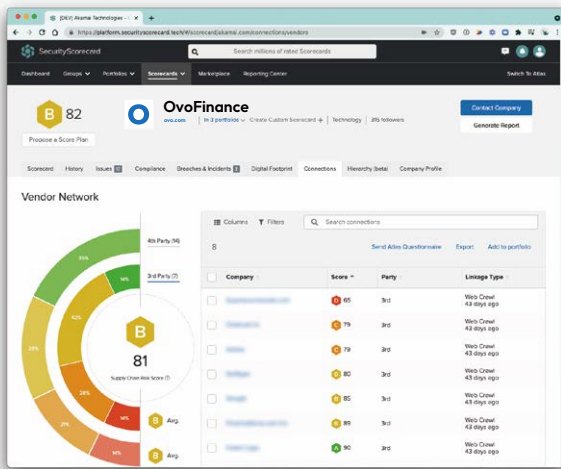 [DEV] Akamai Technologies -
https://platform.securityscorecard.tech/#/scorecard/akamai.com/connections/vendors
SecurityScorecard
Search millions of rated Scorecards
Dashboard Groups Portfolios Scorecards Marketplace Reporting Center Switch To Atlas
B 82
OvoFinance
ovo.com In 3 portfolios Create Custom Scorecard + Technology followers
Contact Company
Generate Report
Propose a Score Plan
Scorecard History Issues Compliance Breaches & Incidents Digital Footprint Connections Hierarchy (beta) Company Profile
Vendor Network
Columns Filters Search connections
8 Send Atlas Questionnaire Export Add to portfolio
Company Score Party Linkage Type
D 65 3rd Web Crawl
43 days ago
C 79 3rd Web Crawl
43 days ago
C 79 3rd Web Crawl
43 days ago
B 80 3rd Web Crawl
43 days ago
B 85 3rd Web Crawl
43 days ago
B 89 3rd Web Crawl
43 days ago
A 90 3rd Web Crawl
43 days ago
4th Party (14)
3rd Party (7)
14%
42%
28%
14%
B
81
Supply Chain Risk Score
B Avg.
B Avg.
14%